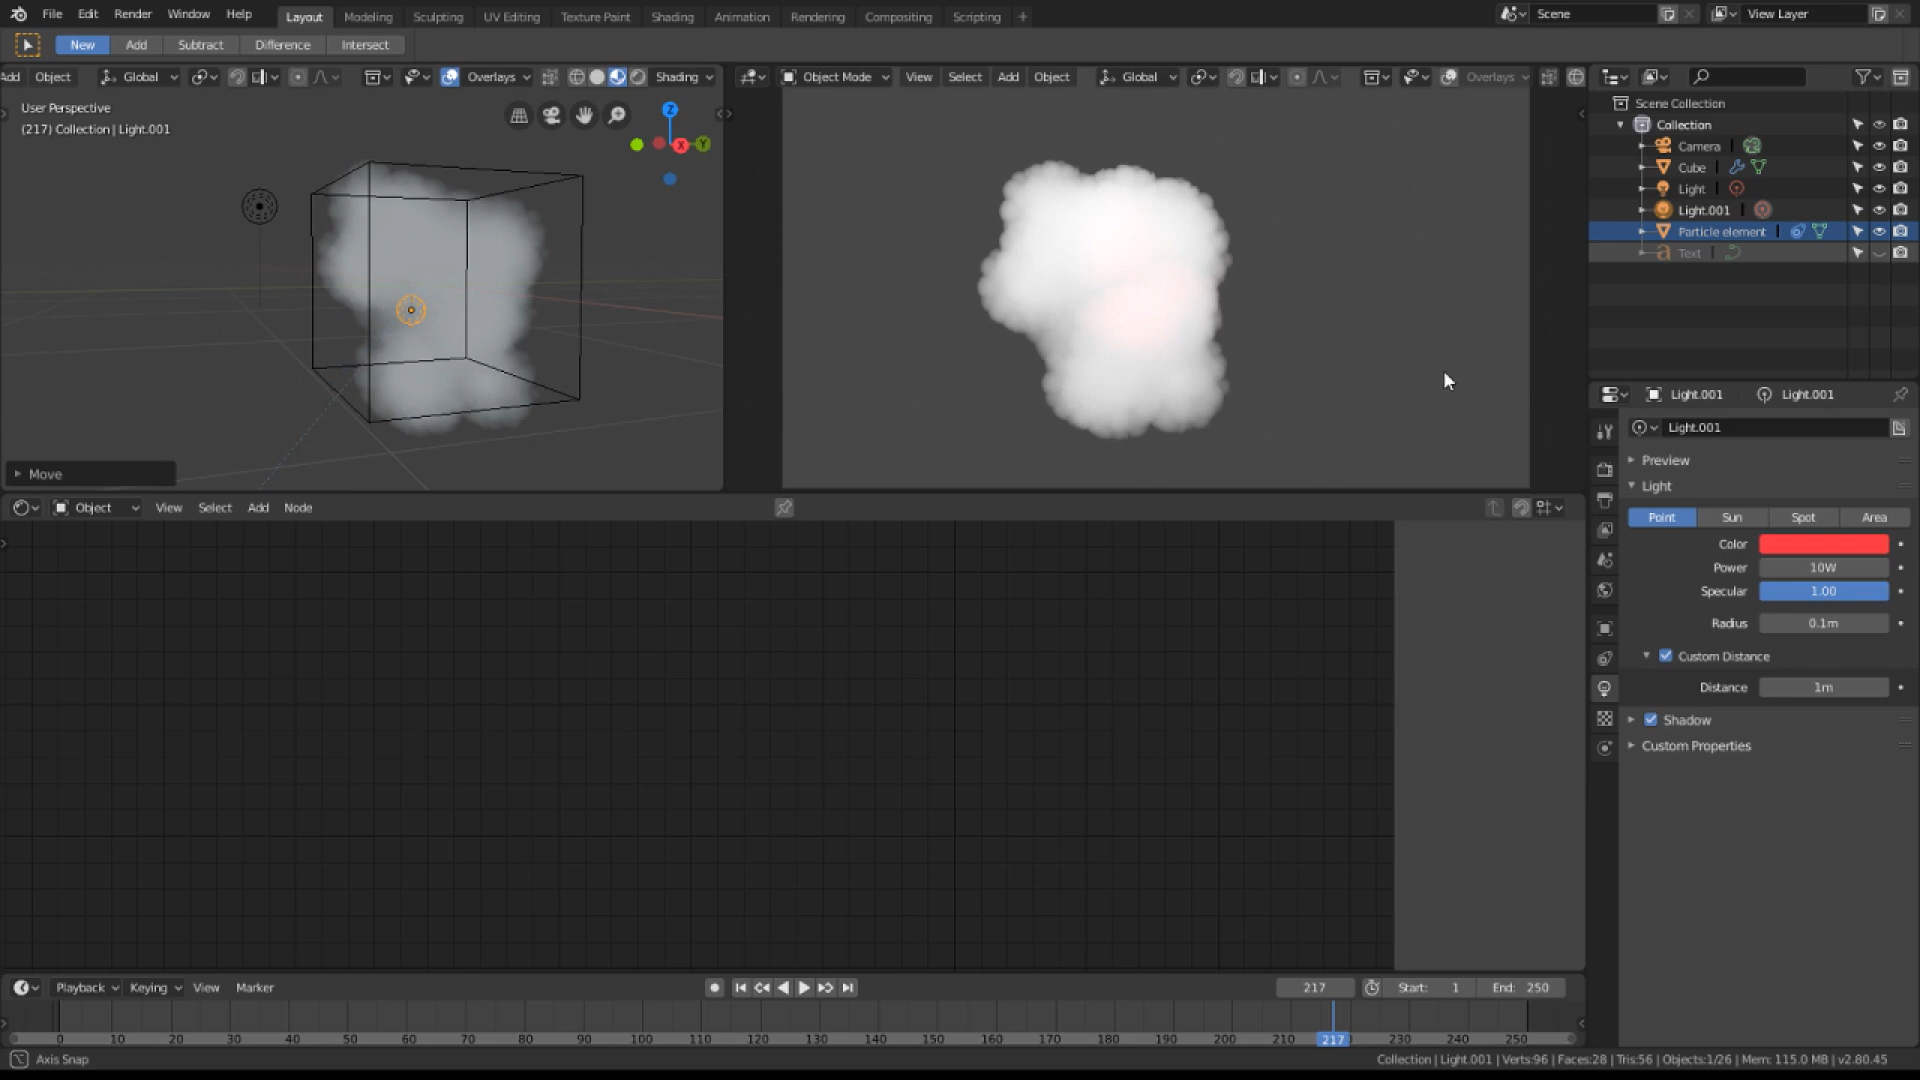 File Edit Render Window Help Layout Modeling Sculpting UV Editing Texture Paint Shading Animation Rendering Compositing Scripting + Scene View Layer
New Add Subtract Difference Intersect
Add Object Global Overlays Shading Object Mode View Select Add Object Global Overlays
User Perspective
(217) Collection | Light.001
Z
X
Y
Move
Scene Collection
Collection
Camera
Cube
Light
Light.001
Particle element
Text
Light.001 Light.001
Light.001
Preview
Light
Point Sun Spot Area
Color
Power 10W
Specular 1.00
Radius 0.1m
Custom Distance
Distance 1m
Shadow
Custom Properties
Object View Select Add Node
Playback Keying View Marker 217 Start: 1 End: 250
0 10 20 30 40 50 60 70 80 90 100 110 120 130 140 150 160 170 180 190 200 210 217 230 240 250
Axis Snap Collection | Light.001 | Verts:96 | Faces:28 | Tris:56 | Objects:1/26 | Mem: 115.0 MB | v2.80.45